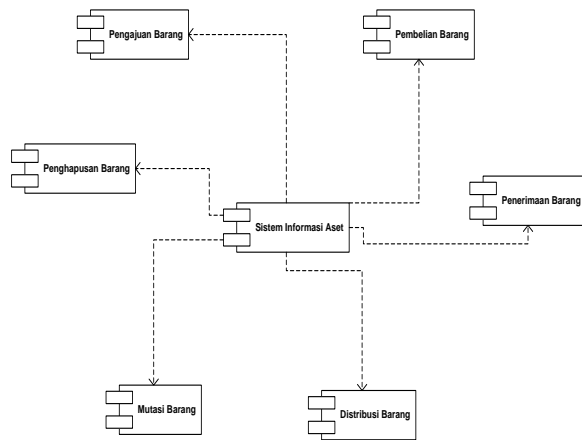 Pengajuan Barang
Pembelian Barang
Penghapusan Barang
Penerimaan Barang
Sistem Informasi Aset
Mutasi Barang
Distribusi Barang